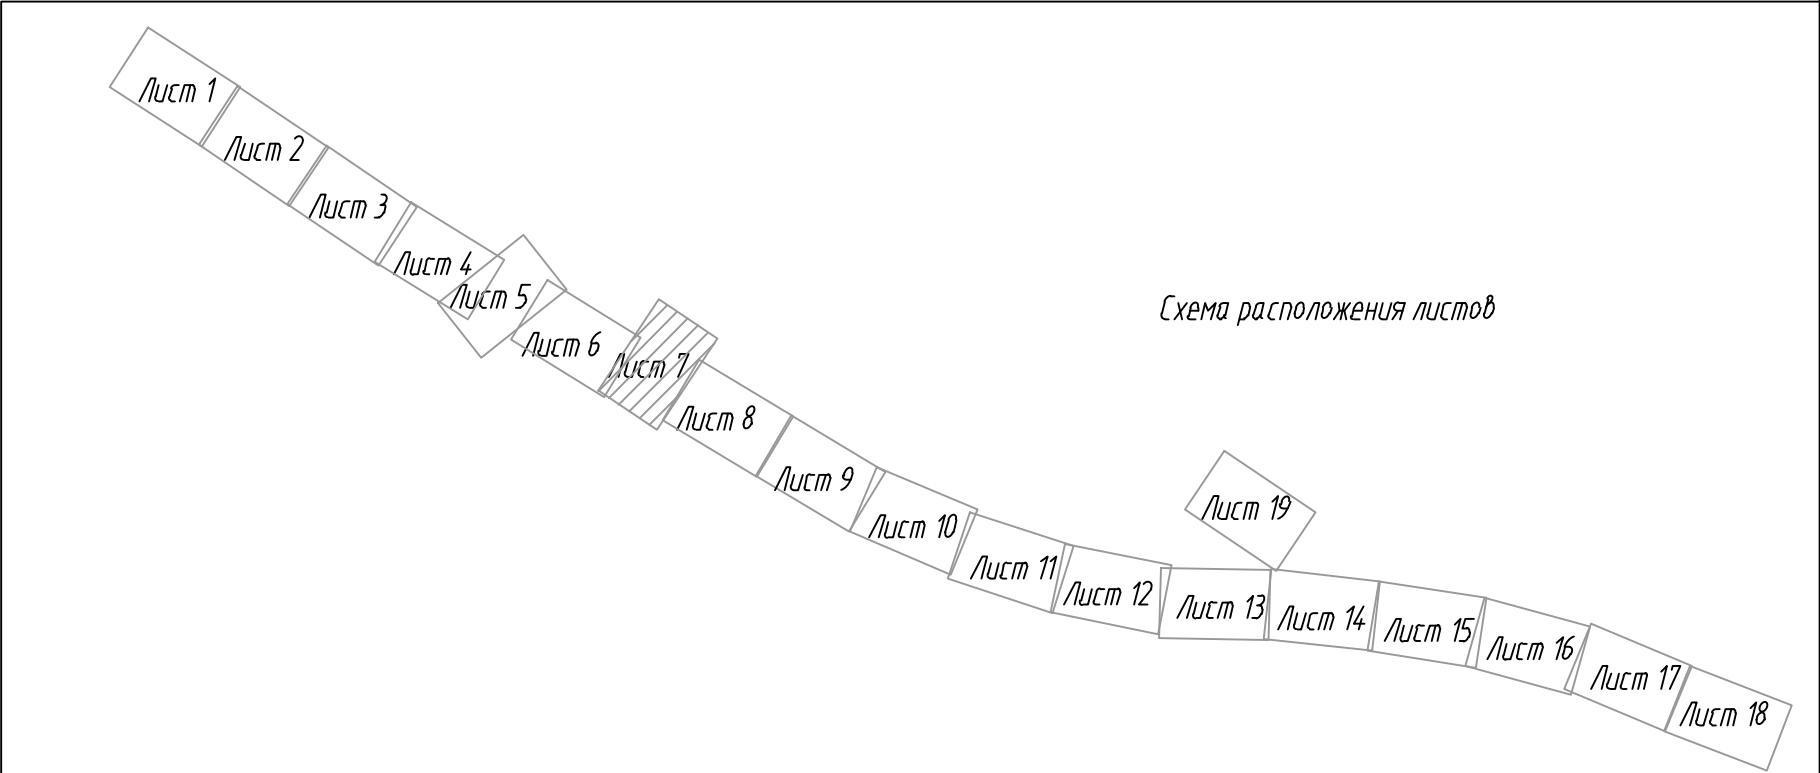 Лист 1
Лист 2
Лист 3
Лист 4
Лист 5
Лист 6
Лист 7
Лист 8
Лист 9
Лист 10
Лист 11
Лист 12
Лист 13
Лист 14
Лист 15
Лист 16
Лист 17
Лист 18
Лист 19
Схема расположения листов